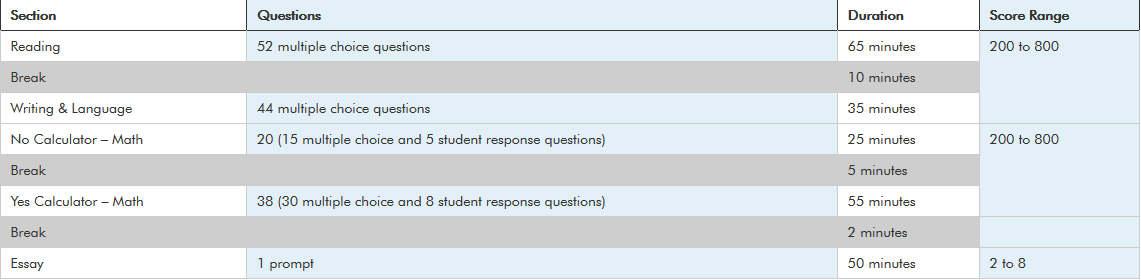 Section Questions Duration Score Range
Reading 52 multiple choice questions 65 minutes 200 to 800
Break 10 minutes
Writing & Language 44 multiple choice questions 35 minutes
No Calculator – Math 20 (15 multiple choice and 5 student response questions) 25 minutes 200 to 800
Break 5 minutes
Yes Calculator – Math 38 (30 multiple choice and 8 student response questions) 55 minutes
Break 2 minutes
Essay 1 prompt 50 minutes 2 to 8